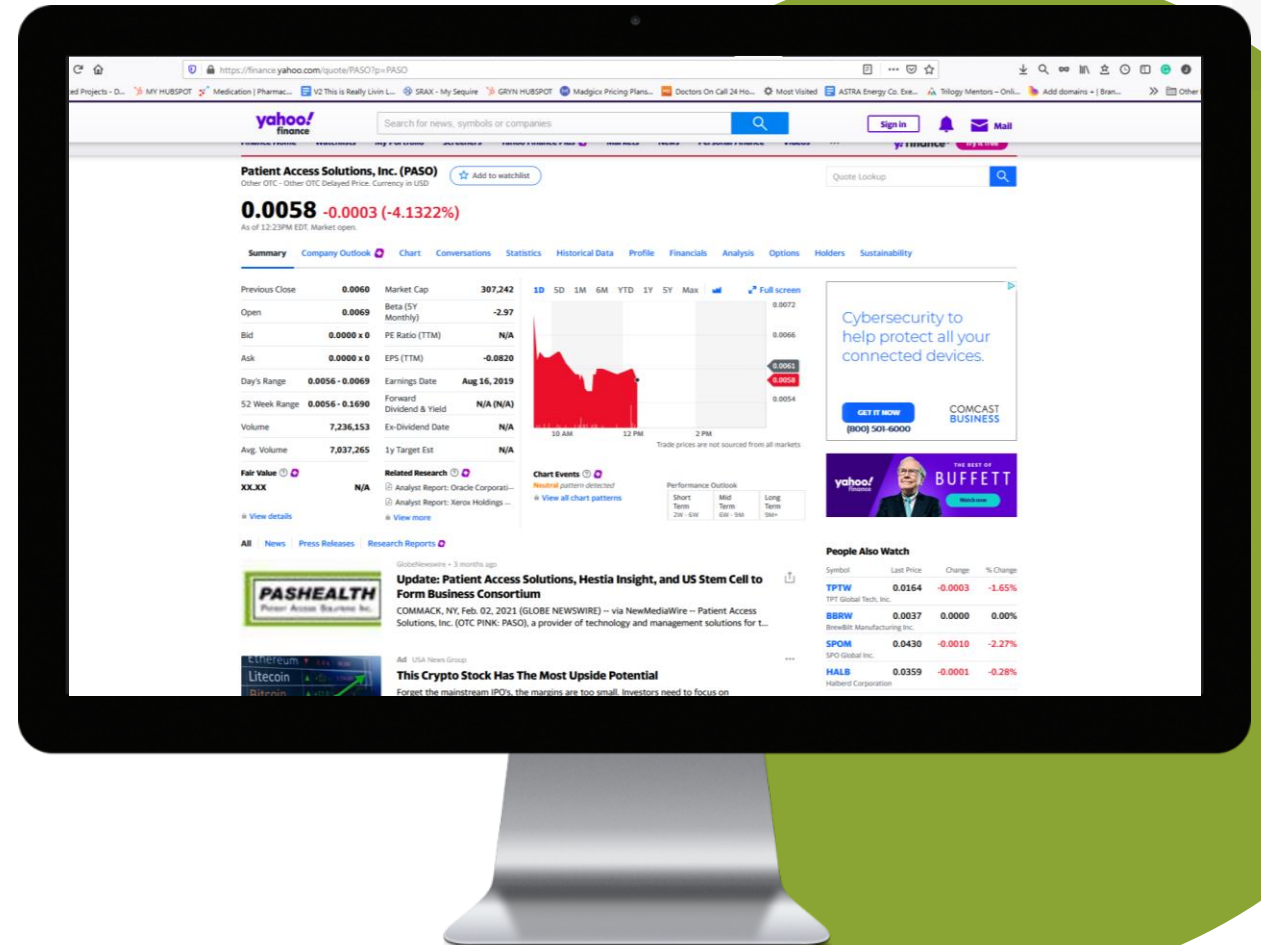 https://finance.yahoo.com/quote/PASO?p=PASO
ed Projects - D... MY HUBSPOT Medication | Pharmac... V2 This is Really Livin L... SRAX - My Sequire GRYN HUBSPOT Madgicx Pricing Plans... Doctors On Call 24 Ho... Most Visited ASTRA Energy Co. Exe... Trilogy Mentors – Onli... Add domains + | Bran... Other
yahoo!
finance
Search for news, symbols or companies
Sign in
Mail
Patient Access Solutions, Inc. (PASO)
Other OTC - Other OTC Delayed Price. Currency in USD
Add to watchlist
Quote Lookup
0.0058 -0.0003 (-4.1322%)
As of 12:23PM EDT. Market open.
Summary Company Outlook Chart Conversations Statistics Historical Data Profile Financials Analysis Options Holders Sustainability
Previous Close 0.0060
Open 0.0069
Bid 0.0000 x 0
Ask 0.0000 x 0
Day's Range 0.0056 - 0.0069
52 Week Range 0.0056 - 0.1690
Volume 7,236,153
Avg. Volume 7,037,265
Market Cap 307,242
Beta (5Y
Monthly) -2.97
PE Ratio (TTM) N/A
EPS (TTM) -0.0820
Earnings Date Aug 16, 2019
Forward
Dividend & Yield N/A (N/A)
Ex-Dividend Date N/A
1y Target Est N/A
1D 5D 1M 6M YTD 1Y 5Y Max Full screen
0.0072
0.0066
0.0061
0.0058
0.0054
10 AM 12 PM 2 PM
Trade prices are not sourced from all markets
Fair Value
XX.XX N/A
View details
Related Research
Analyst Report: Oracle Corporati...
Analyst Report: Xerox Holdings ...
View more
Chart Events
Neutral pattern detected
View all chart patterns
Performance Outlook
Short
Term
2W - 6W
Mid
Term
6W - 9M
Long
Term
9M+
Cybersecurity to
help protect all your
connected devices.
GET IT NOW
(800) 501-6000
COMCAST
BUSINESS
yahoo!
finance
THE BEST OF
BUFFETT
Watch now
All News Press Releases Research Reports
PASHEALTH
Patient Access Solutions Inc.
GlobeNewswire • 3 months ago
Update: Patient Access Solutions, Hestia Insight, and US Stem Cell to
Form Business Consortium
COMMACK, NY, Feb. 02, 2021 (GLOBE NEWSWIRE) -- via NewMediaWire -- Patient Access
Solutions, Inc. (OTC PINK: PASO), a provider of technology and management solutions for t...
Ethereum
Litecoin
Bitcoin
Ad USA News Group
This Crypto Stock Has The Most Upside Potential
Forget the mainstream IPO's, the margins are too small. Investors need to focus on
People Also Watch
Symbol Last Price Change % Change
TPTW 0.0164 -0.0003 -1.65%
TPT Global Tech, Inc.
BBRW 0.0037 0.0000 0.00%
BrewBilt Manufacturing Inc.
SPOM 0.0430 -0.0010 -2.27%
SPO Global Inc.
HALB 0.0359 -0.0001 -0.28%
Halberd Corporation